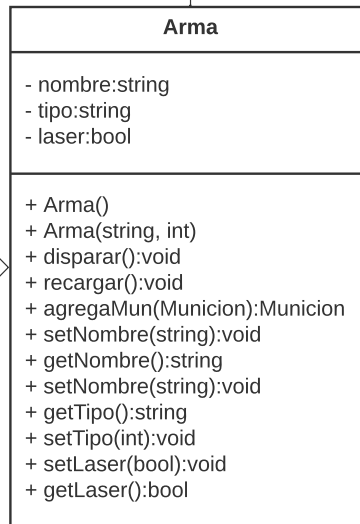 Arma
- nombre:string
- tipo:string
- laser:bool
+ Arma()
+ Arma(string, int)
+ disparar():void
+ recargar():void
+ agregaMun(Municion):Municion
+ setNombre(string):void
+ getNombre():string
+ setNombre(string):void
+ getTipo():string
+ setTipo(int):void
+ setLaser(bool):void
+ getLaser():bool